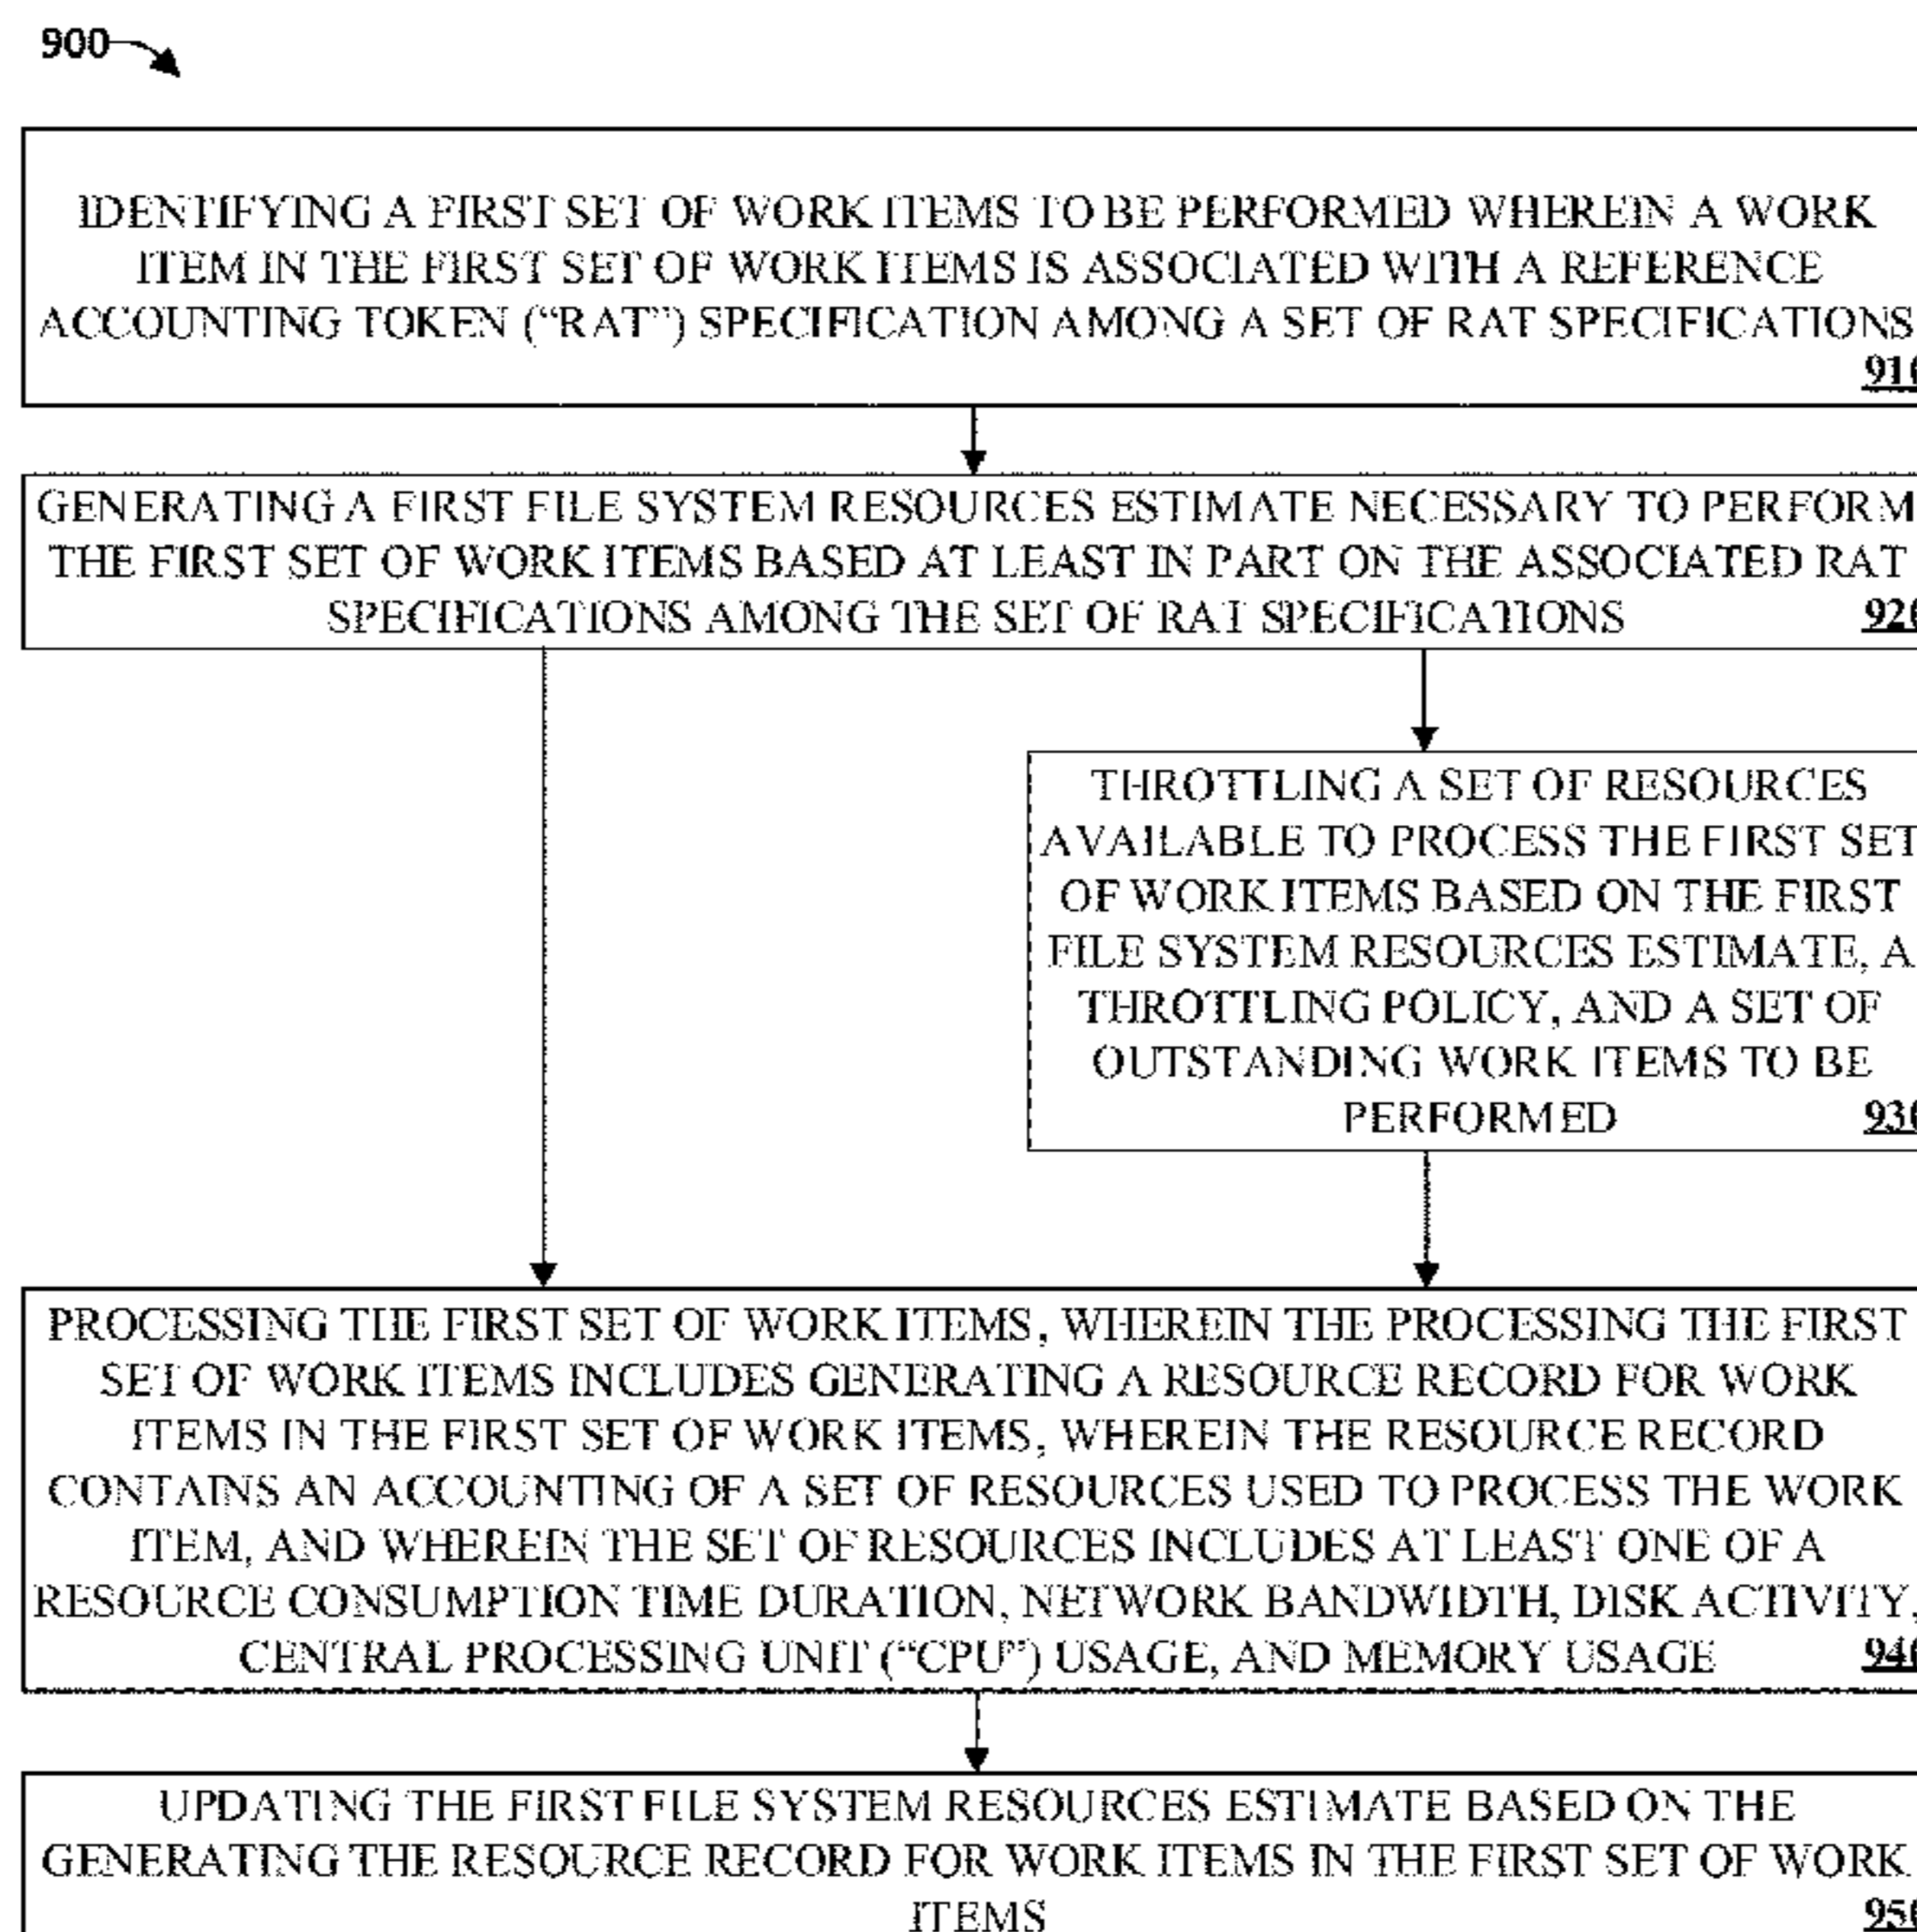 900
IDENTIFYING A FIRST SET OF WORK ITEMS TO BE PERFORMED WHEREIN A WORK
ITEM IN THE FIRST SET OF WORK ITEMS IS ASSOCIATED WITH A REFERENCE
ACCOUNTING TOKEN (“RAT”) SPECIFICATION AMONG A SET OF RAT SPECIFICATIONS
910
GENERATING A FIRST FILE SYSTEM RESOURCES ESTIMATE NECESSARY TO PERFORM
THE FIRST SET OF WORK ITEMS BASED AT LEAST IN PART ON THE ASSOCIATED RAT
SPECIFICATIONS AMONG THE SET OF RAT SPECIFICATIONS 920
THROTTLING A SET OF RESOURCES
AVAILABLE TO PROCESS THE FIRST SET
OF WORK ITEMS BASED ON THE FIRST
FILE SYSTEM RESOURCES ESTIMATE, A
THROTTLING POLICY, AND A SET OF
OUTSTANDING WORK ITEMS TO BE
PERFORMED 930
PROCESSING THE FIRST SET OF WORK ITEMS, WHEREIN THE PROCESSING THE FIRST
SET OF WORK ITEMS INCLUDES GENERATING A RESOURCE RECORD FOR WORK
ITEMS IN THE FIRST SET OF WORK ITEMS, WHEREIN THE RESOURCE RECORD
CONTAINS AN ACCOUNTING OF A SET OF RESOURCES USED TO PROCESS THE WORK
ITEM, AND WHEREIN THE SET OF RESOURCES INCLUDES AT LEAST ONE OF A
RESOURCE CONSUMPTION TIME DURATION, NETWORK BANDWIDTH, DISK ACTIVITY,
CENTRAL PROCESSING UNIT (“CPU”) USAGE, AND MEMORY USAGE 940
UPDATING THE FIRST FILE SYSTEM RESOURCES ESTIMATE BASED ON THE
GENERATING THE RESOURCE RECORD FOR WORK ITEMS IN THE FIRST SET OF WORK
ITEMS 950